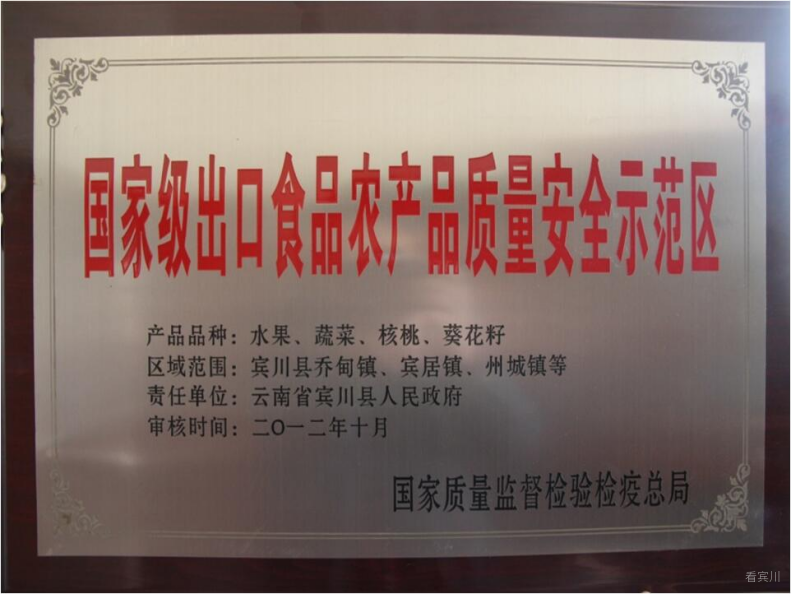 国家级出口食品农产品质量安全示范区
产品品种：水果、蔬菜、核桃、葵花籽
区域范围：宾川县乔甸镇、宾居镇、州城镇等
责任单位：云南省宾川县人民政府
审核时间：二〇一二年十月
国家质量监督检验检疫总局
看宾川